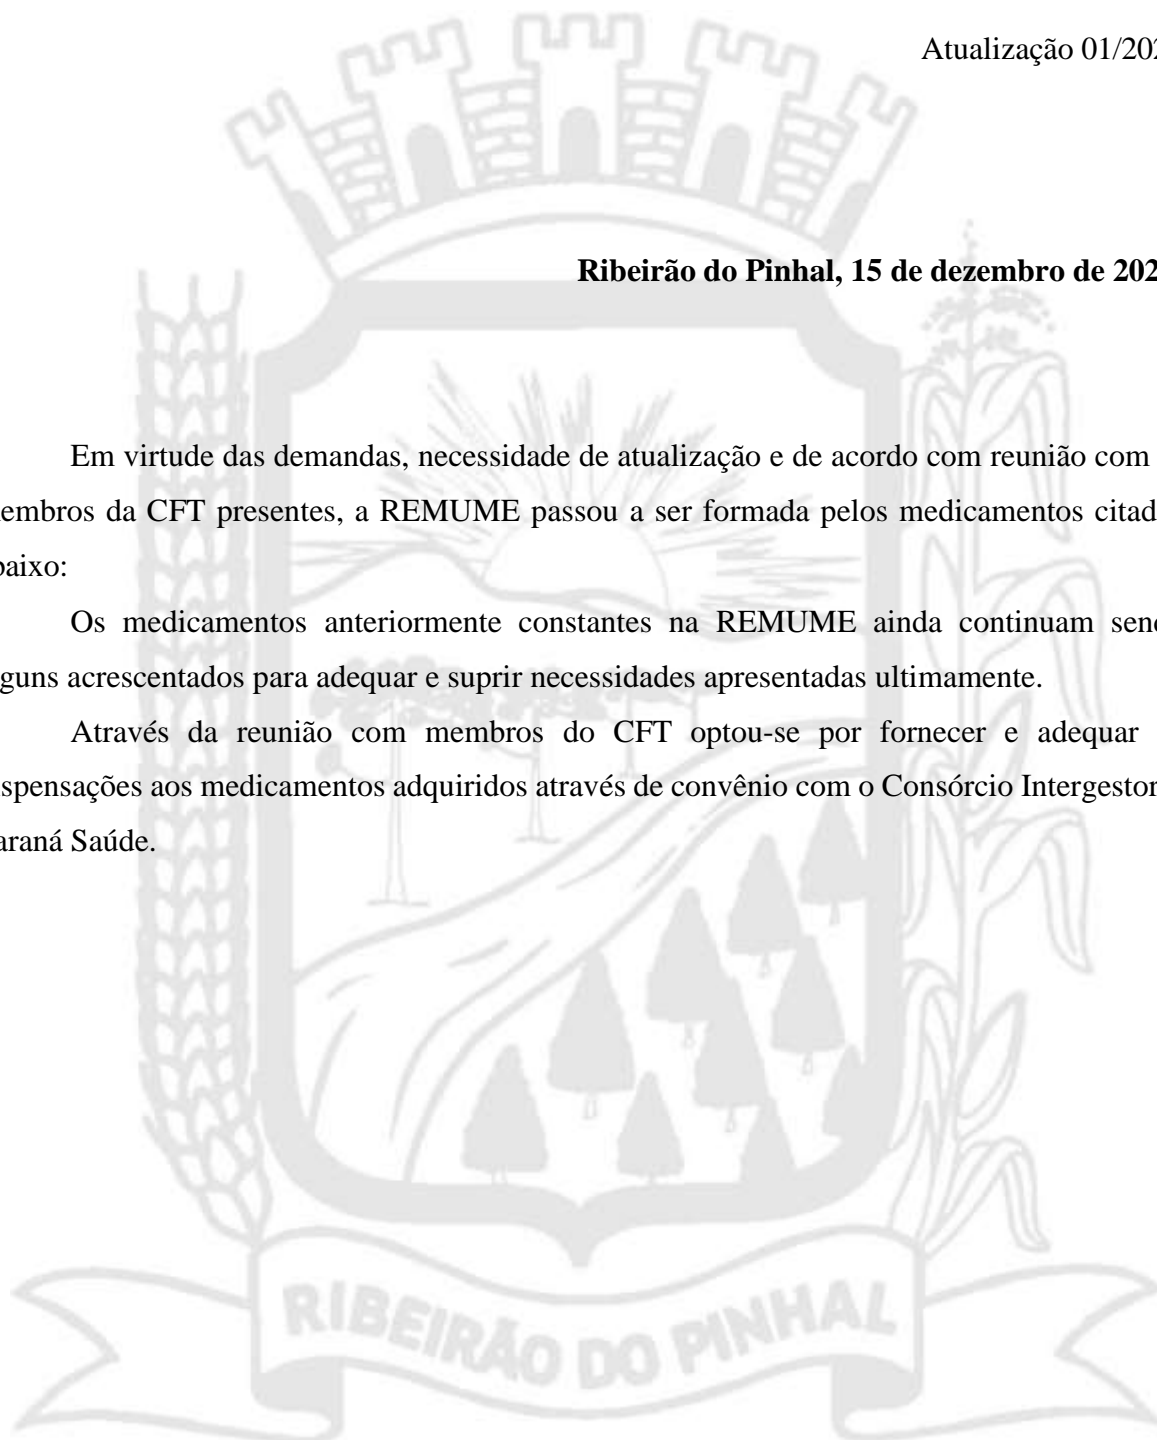 Atualização 01/202
Ribeirão do Pinhal, 15 de dezembro de 202
Em virtude das demandas, necessidade de atualização e de acordo com reunião com
embros da CFT presentes, a REMUME passou a ser formada pelos medicamentos citad
baixo:
Os medicamentos anteriormente constantes na REMUME ainda continuam send
guns acrescentados para adequar e suprir necessidades apresentadas ultimamente.
Através da reunião com membros do CFT optou-se por fornecer e adequar
spensações aos medicamentos adquiridos através de convênio com o Consórcio Intergestor
araná Saúde.
RIBEIRÃO DO PINHAL